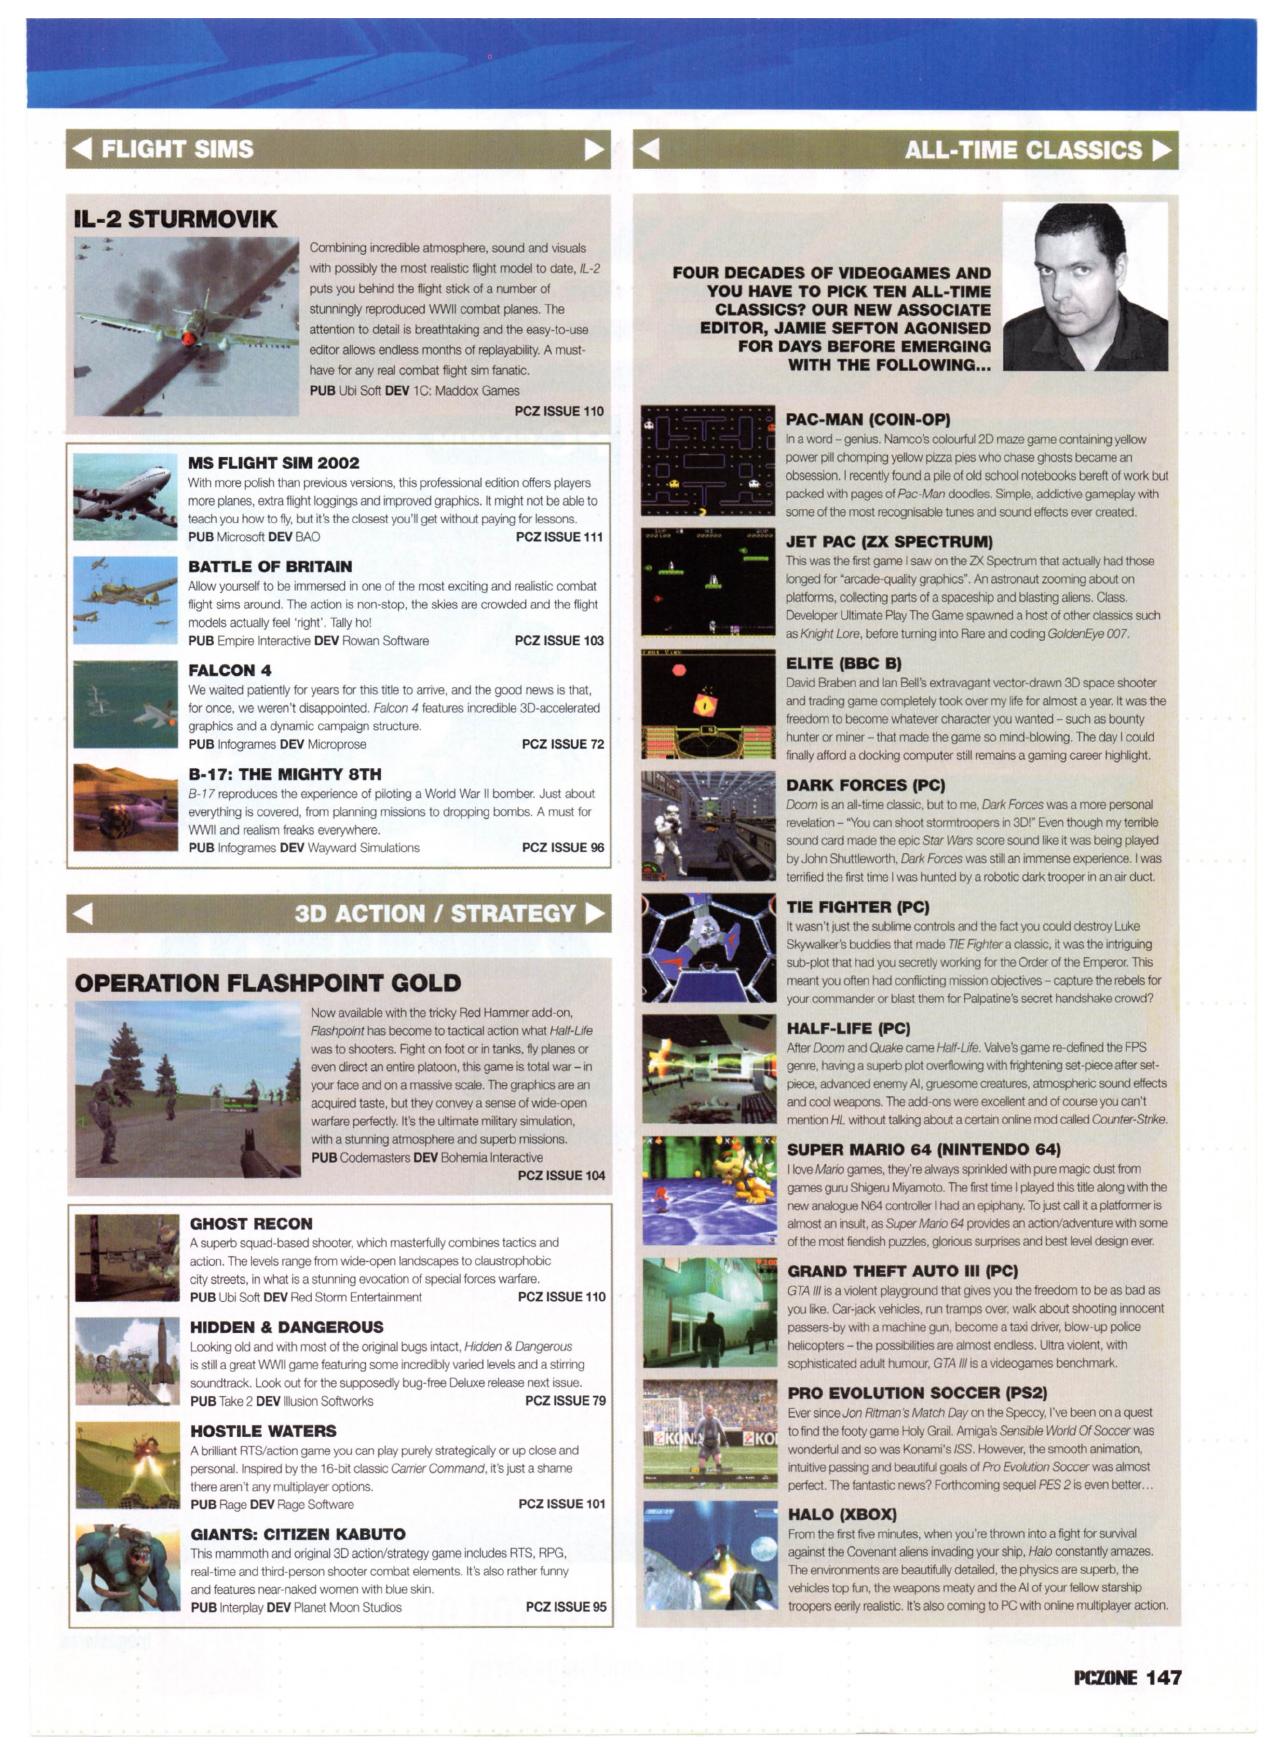 FLIGHT SIMS
IL-2 STURMOVIK
Combining incredible atmosphere, sound and visuals
with possibly the most realistic flight model to date, IL-2
puts you behind the flight stick of a number of
stunningly reproduced WWII combat planes. The
attention to detail is breathtaking and the easy-to-use
editor allows endless months of replayability. A must-
have for any real combat flight sim fanatic.
PUB Ubi Soft DEV 1C: Maddox Games
PCZ ISSUE 110
MS FLIGHT SIM 2002
With more polish than previous versions, this professional edition offers players
more planes, extra flight loggings and improved graphics. It might not be able to
teach you how to fly, but it's the closest you'll get without paying for lessons.
PUB Microsoft DEV BAO PCZ ISSUE 111
BATTLE OF BRITAIN
Allow yourself to be immersed in one of the most exciting and realistic combat
flight sims around. The action is non-stop, the skies are crowded and the flight
models actually feel 'right'. Tally ho!
PUB Empire Interactive DEV Rowan Software PCZ ISSUE 103
FALCON 4
We waited patiently for years for this title to arrive, and the good news is that,
for once, we weren't disappointed. Falcon 4 features incredible 3D-accelerated
graphics and a dynamic campaign structure.
PUB Infogrames DEV Microprose PCZ ISSUE 72
B-17: THE MIGHTY 8TH
B-17 reproduces the experience of piloting a World War II bomber. Just about
everything is covered, from planning missions to dropping bombs. A must for
WWII and realism freaks everywhere.
PUB Infogrames DEV Wayward Simulations PCZ ISSUE 96
3D ACTION / STRATEGY
OPERATION FLASHPOINT GOLD
Now available with the tricky Red Hammer add-on,
Flashpoint has become to tactical action what Half-Life
was to shooters. Fight on foot or in tanks, fly planes or
even direct an entire platoon, this game is total war – in
your face and on a massive scale. The graphics are an
acquired taste, but they convey a sense of wide-open
warfare perfectly. It's the ultimate military simulation,
with a stunning atmosphere and superb missions.
PUB Codemasters DEV Bohemia Interactive
PCZ ISSUE 104
GHOST RECON
A superb squad-based shooter, which masterfully combines tactics and
action. The levels range from wide-open landscapes to claustrophobic
city streets, in what is a stunning evocation of special forces warfare.
PUB Ubi Soft DEV Red Storm Entertainment PCZ ISSUE 110
HIDDEN & DANGEROUS
Looking old and with most of the original bugs intact, Hidden & Dangerous
is still a great WWII game featuring some incredibly varied levels and a stirring
soundtrack. Look out for the supposedly bug-free Deluxe release next issue.
PUB Take 2 DEV Illusion Softworks PCZ ISSUE 79
HOSTILE WATERS
A brilliant RTS/action game you can play purely strategically or up close and
personal. Inspired by the 16-bit classic Carrier Command, it's just a shame
there aren't any multiplayer options.
PUB Rage DEV Rage Software PCZ ISSUE 101
GIANTS: CITIZEN KABUTO
This mammoth and original 3D action/strategy game includes RTS, RPG,
real-time and third-person shooter combat elements. It's also rather funny
and features near-naked women with blue skin.
PUB Interplay DEV Planet Moon Studios PCZ ISSUE 95
ALL-TIME CLASSICS
FOUR DECADES OF VIDEOGAMES AND
YOU HAVE TO PICK TEN ALL-TIME
CLASSICS? OUR NEW ASSOCIATE
EDITOR, JAMIE SEFTON AGONISED
FOR DAYS BEFORE EMERGING
WITH THE FOLLOWING...
PAC-MAN (COIN-OP)
In a word – genius. Namco's colourful 2D maze game containing yellow
power pill chomping yellow pizza pies who chase ghosts became an
obsession. I recently found a pile of old school notebooks bereft of work but
packed with pages of Pac-Man doodles. Simple, addictive gameplay with
some of the most recognisable tunes and sound effects ever created.
JET PAC (ZX SPECTRUM)
This was the first game I saw on the ZX Spectrum that actually had those
longed for "arcade-quality graphics". An astronaut zooming about on
platforms, collecting parts of a spaceship and blasting aliens. Class.
Developer Ultimate Play The Game spawned a host of other classics such
as Knight Lore, before turning into Rare and coding GoldenEye 007.
ELITE (BBC B)
David Braben and Ian Bell's extravagant vector-drawn 3D space shooter
and trading game completely took over my life for almost a year. It was the
freedom to become whatever character you wanted – such as bounty
hunter or miner – that made the game so mind-blowing. The day I could
finally afford a docking computer still remains a gaming career highlight.
DARK FORCES (PC)
Doom is an all-time classic, but to me, Dark Forces was a more personal
revelation – "You can shoot stormtroopers in 3D!" Even though my terrible
sound card made the epic Star Wars score sound like it was being played
by John Shuttleworth, Dark Forces was still an immense experience. I was
terrified the first time I was hunted by a robotic dark trooper in an air duct.
TIE FIGHTER (PC)
It wasn't just the sublime controls and the fact you could destroy Luke
Skywalker's buddies that made TIE Fighter a classic, it was the intriguing
sub-plot that had you secretly working for the Order of the Emperor. This
meant you often had conflicting mission objectives – capture the rebels for
your commander or blast them for Palpatine's secret handshake crowd?
HALF-LIFE (PC)
After Doom and Quake came Half-Life. Valve's game re-defined the FPS
genre, having a superb plot overflowing with frightening set-piece after set-
piece, advanced enemy AI, gruesome creatures, atmospheric sound effects
and cool weapons. The add-ons were excellent and of course you can't
mention HL without talking about a certain online mod called Counter-Strike.
SUPER MARIO 64 (NINTENDO 64)
I love Mario games, they're always sprinkled with pure magic dust from
games guru Shigeru Miyamoto. The first time I played this title along with the
new analogue N64 controller I had an epiphany. To just call it a platformer is
almost an insult, as Super Mario 64 provides an action/adventure with some
of the most fiendish puzzles, glorious surprises and best level design ever.
GRAND THEFT AUTO III (PC)
GTA III is a violent playground that gives you the freedom to be as bad as
you like. Car-jack vehicles, run tramps over, walk about shooting innocent
passers-by with a machine gun, become a taxi driver, blow-up police
helicopters – the possibilities are almost endless. Ultra violent, with
sophisticated adult humour, GTA III is a videogames benchmark.
PRO EVOLUTION SOCCER (PS2)
Ever since Jon Ritman's Match Day on the Speccy, I've been on a quest
to find the footy game Holy Grail. Amiga's Sensible World Of Soccer was
wonderful and so was Konami's ISS. However, the smooth animation,
intuitive passing and beautiful goals of Pro Evolution Soccer was almost
perfect. The fantastic news? Forthcoming sequel PES 2 is even better...
HALO (XBOX)
From the first five minutes, when you're thrown into a fight for survival
against the Covenant aliens invading your ship, Halo constantly amazes.
The environments are beautifully detailed, the physics are superb, the
vehicles top fun, the weapons meaty and the AI of your fellow starship
troopers eerily realistic. It's also coming to PC with online multiplayer action.
PCZONE 147